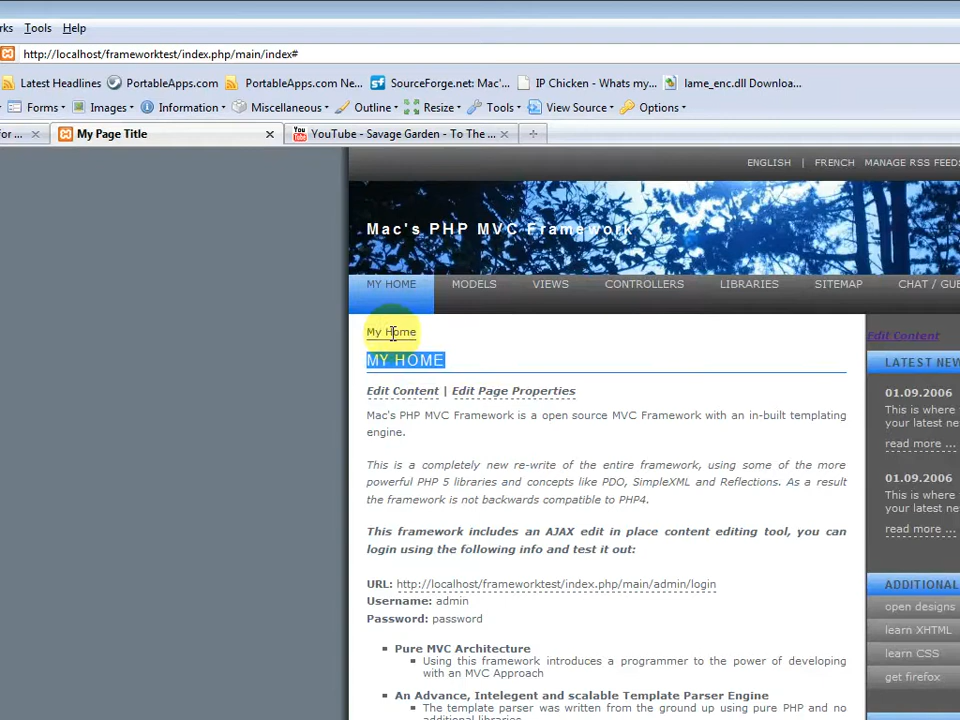 rks Tools Help
http://localhost/frameworktest/index.php/main/index#
Latest Headlines PortableApps.com PortableApps.com Ne... SourceForge.net: Mac'... IP Chicken - Whats my... lame_enc.dll Downloa...
Forms Images Information Miscellaneous Outline Resize Tools View Source Options
For ... My Page Title YouTube - Savage Garden - To The ...
ENGLISH | FRENCH MANAGE RSS FEED
Mac's PHP MVC Framework
MY HOME MODELS VIEWS CONTROLLERS LIBRARIES SITEMAP CHAT / GUE
My Home
Edit Content
MY HOME
LATEST NEW
Edit Content | Edit Page Properties
01.09.2006
This is where
your latest ne
read more ...
Mac's PHP MVC Framework is a open source MVC Framework with an in-built templating
engine.
This is a completely new re-write of the entire framework, using some of the more
powerful PHP 5 libraries and concepts like PDO, SimpleXML and Reflections. As a result
the framework is not backwards compatible to PHP4.
01.09.2006
This is where
your latest ne
read more ...
This framework includes an AJAX edit in place content editing tool, you can
login using the following info and test it out:
URL: http://localhost/frameworktest/index.php/main/admin/login
Username: admin
Password: password
ADDITIONAL
open designs
learn XHTML
learn CSS
get firefox
Pure MVC Architecture
Using this framework introduces a programmer to the power of developing
with an MVC Approach
An Advance, Intelegent and scalable Template Parser Engine
The template parser was written from the ground up using pure PHP and no
additional libraries